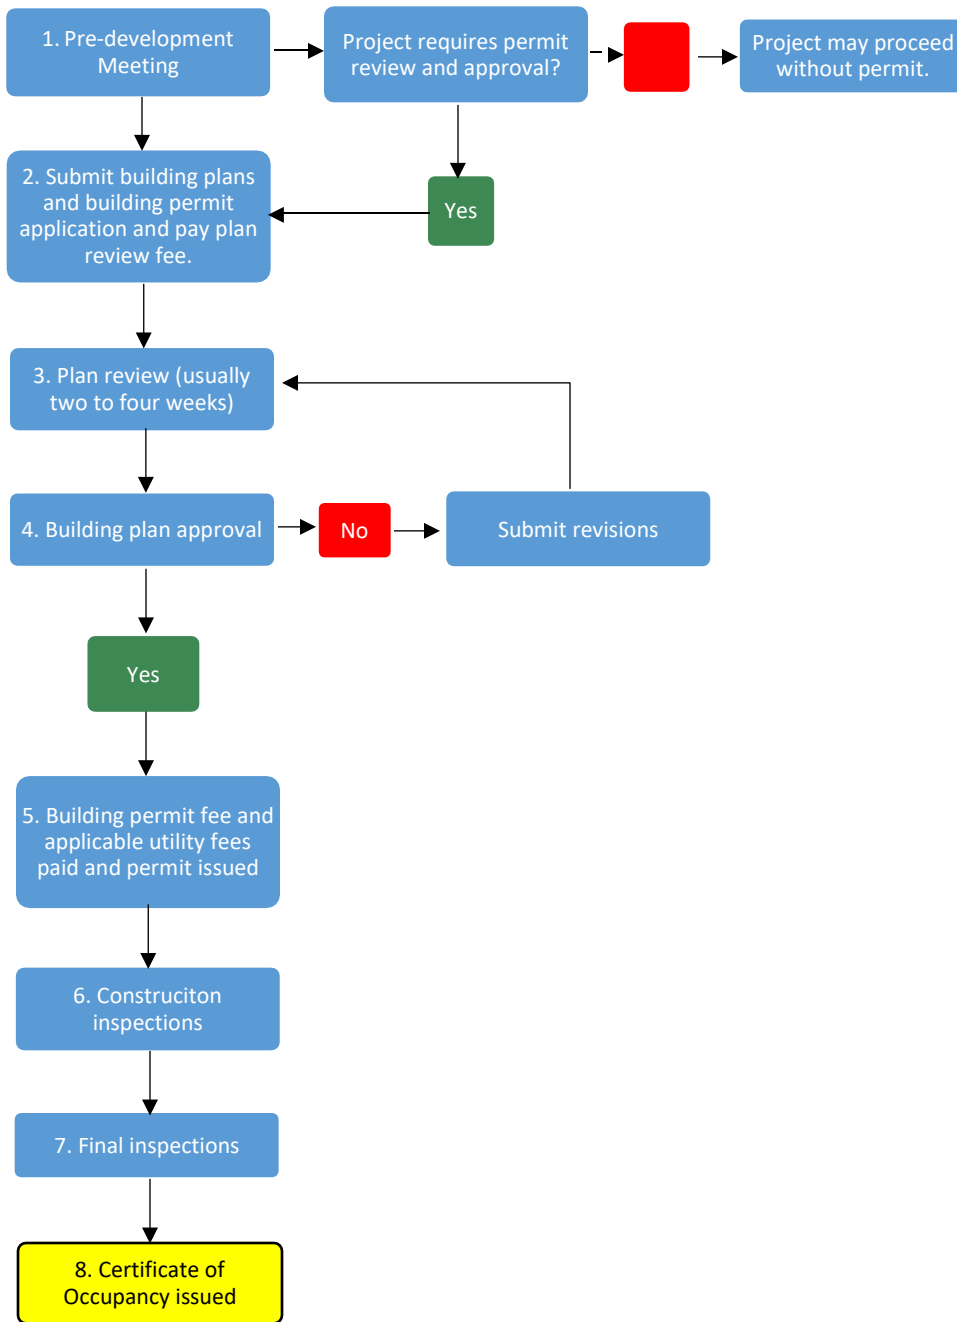 1. Pre-development
Meeting
Project requires permit
review and approval?
Project may proceed
without permit.
2. Submit building plans
and building permit
application and pay plan
review fee.
Yes
3. Plan review (usually
two to four weeks)
4. Building plan approval
No
Submit revisions
Yes
5. Building permit fee and
applicable utility fees
paid and permit issued
6. Construciton
inspections
7. Final inspections
8. Certificate of
Occupancy issued